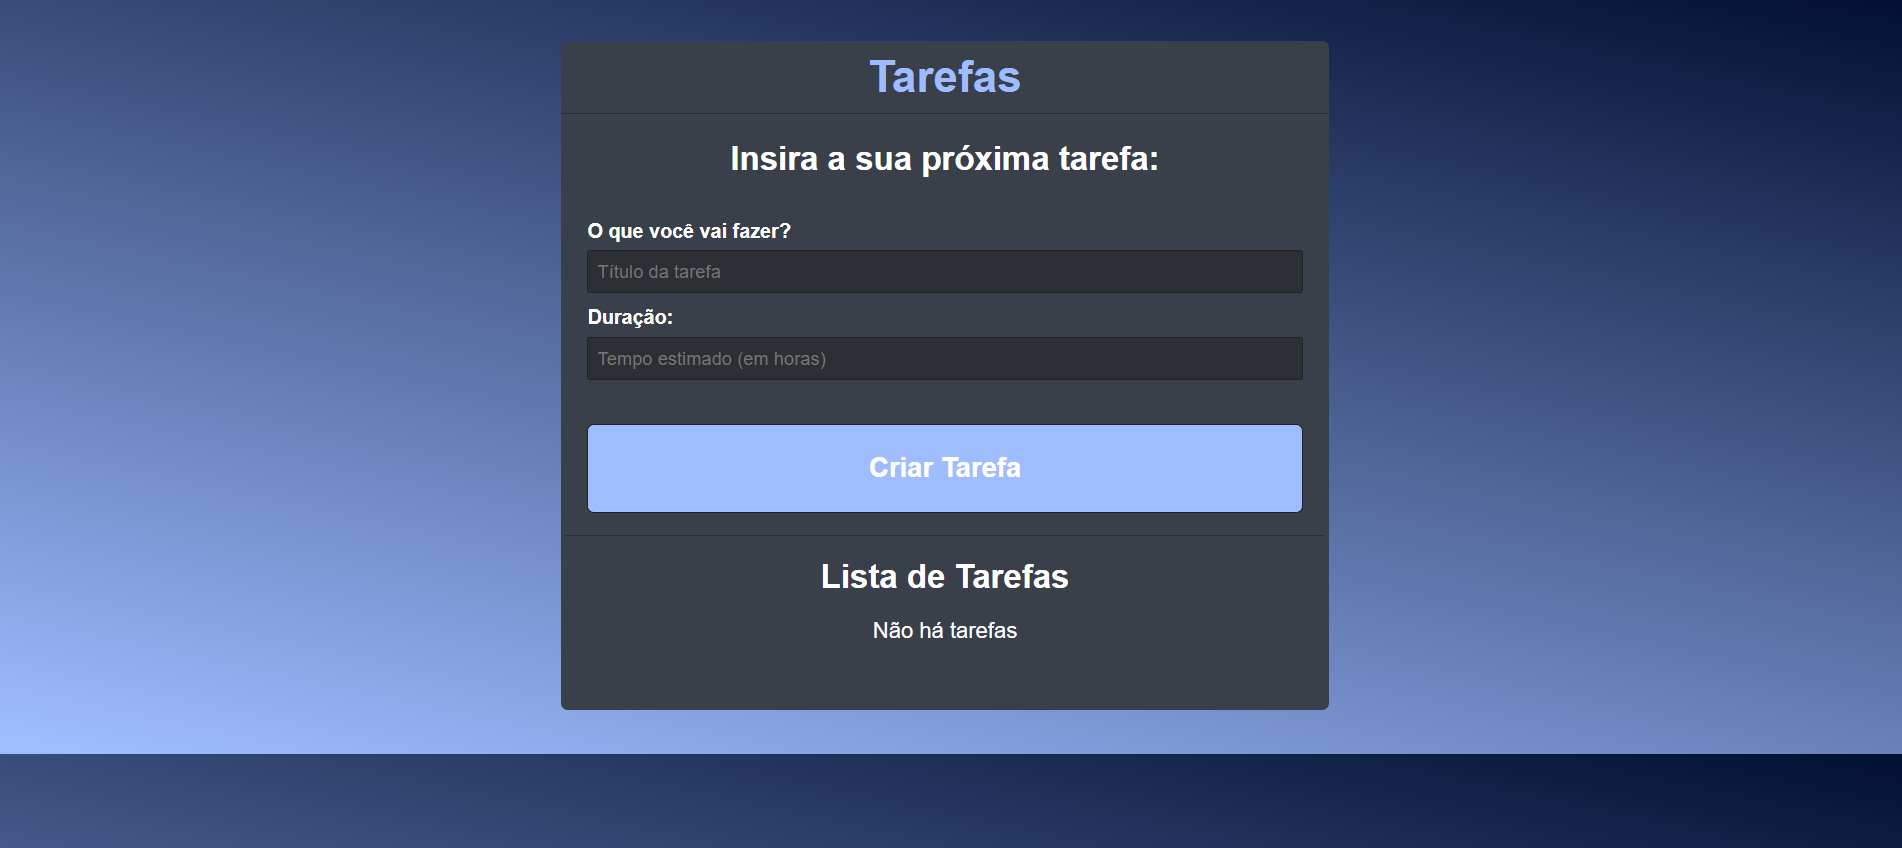 Tarefas
Insira a sua próxima tarefa:
O que você vai fazer?
Título da tarefa
Duração:
Tempo estimado (em horas)
Criar Tarefa
Lista de Tarefas
Não há tarefas